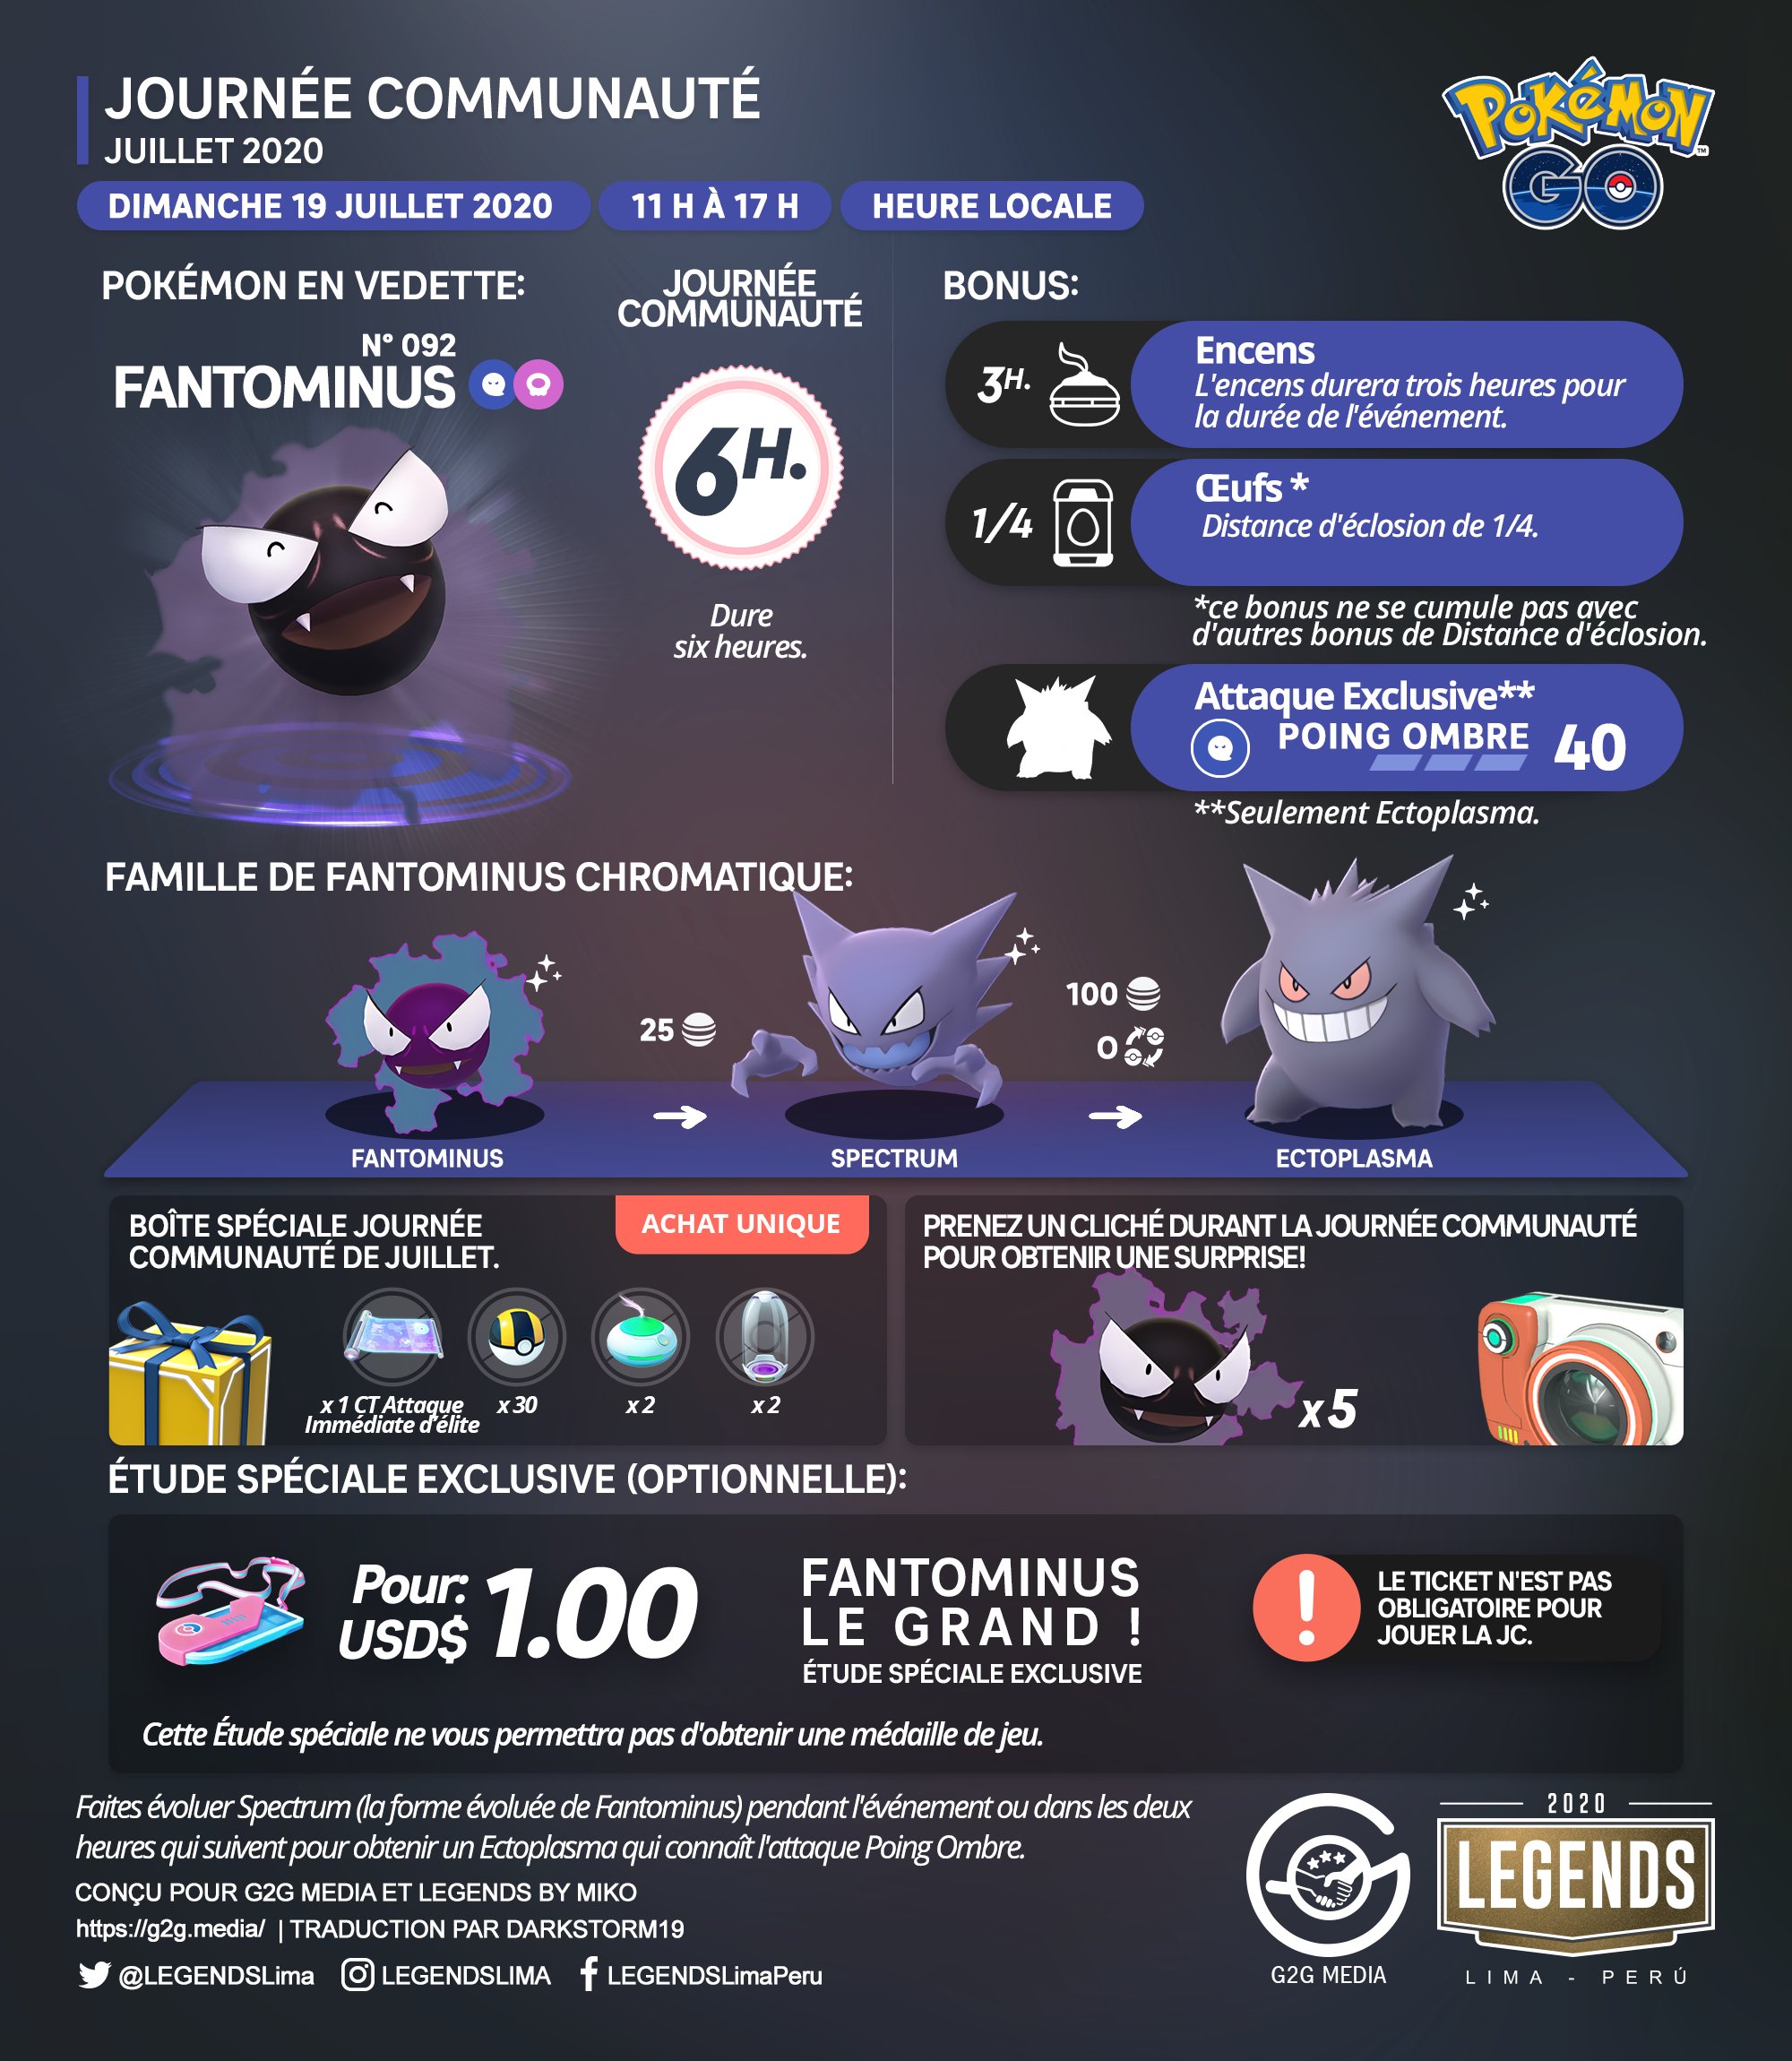 JOURNÉE COMMUNAUTÉ
JUILLET 2020
DIMANCHE 19 JUILLET 2020
11 H À 17 H
HEURE LOCALE
POKÉMON
TM
GO
POKÉMON EN VEDETTE:
N° 092
FANTOMINUS
JOURNÉE
COMMUNAUTÉ
6H.
Dure
six heures.
BONUS:
3H.
Encens
L'encens durera trois heures pour
la durée de l'événement.
1/4
Œufs *
Distance d'éclosion de 1/4.
*ce bonus ne se cumule pas avec
d'autres bonus de Distance d'éclosion.
Attaque Exclusive**
POING OMBRE 40
**Seulement Ectoplasma.
FAMILLE DE FANTOMINUS CHROMATIQUE:
25
100
0
FANTOMINUS
SPECTRUM
ECTOPLASMA
BOÎTE SPÉCIALE JOURNÉE
COMMUNAUTÉ DE JUILLET.
ACHAT UNIQUE
x 1 CT Attaque
Immédiate d'élite
x 30
x 2
x 2
PRENEZ UN CLICHÉ DURANT LA JOURNÉE COMMUNAUTÉ
POUR OBTENIR UNE SURPRISE!
x 5
ÉTUDE SPÉCIALE EXCLUSIVE (OPTIONNELLE):
Pour:
USD$ 1.00
FANTOMINUS
LE GRAND !
ÉTUDE SPÉCIALE EXCLUSIVE
!
LE TICKET N'EST PAS
OBLIGATOIRE POUR
JOUER LA JC.
Cette Étude spéciale ne vous permettra pas d'obtenir une médaille de jeu.
Faites évoluer Spectrum (la forme évoluée de Fantominus) pendant l'événement ou dans les deux
heures qui suivent pour obtenir un Ectoplasma qui connaît l'attaque Poing Ombre.
CONÇU POUR G2G MEDIA ET LEGENDS BY MIKO
https://g2g.media/ | TRADUCTION PAR DARKSTORM19
@LEGENDSLima
LEGENDSLIMA
LEGENDSLimaPeru
G2G MEDIA
2020
LEGENDS
LIMA - PERÚ